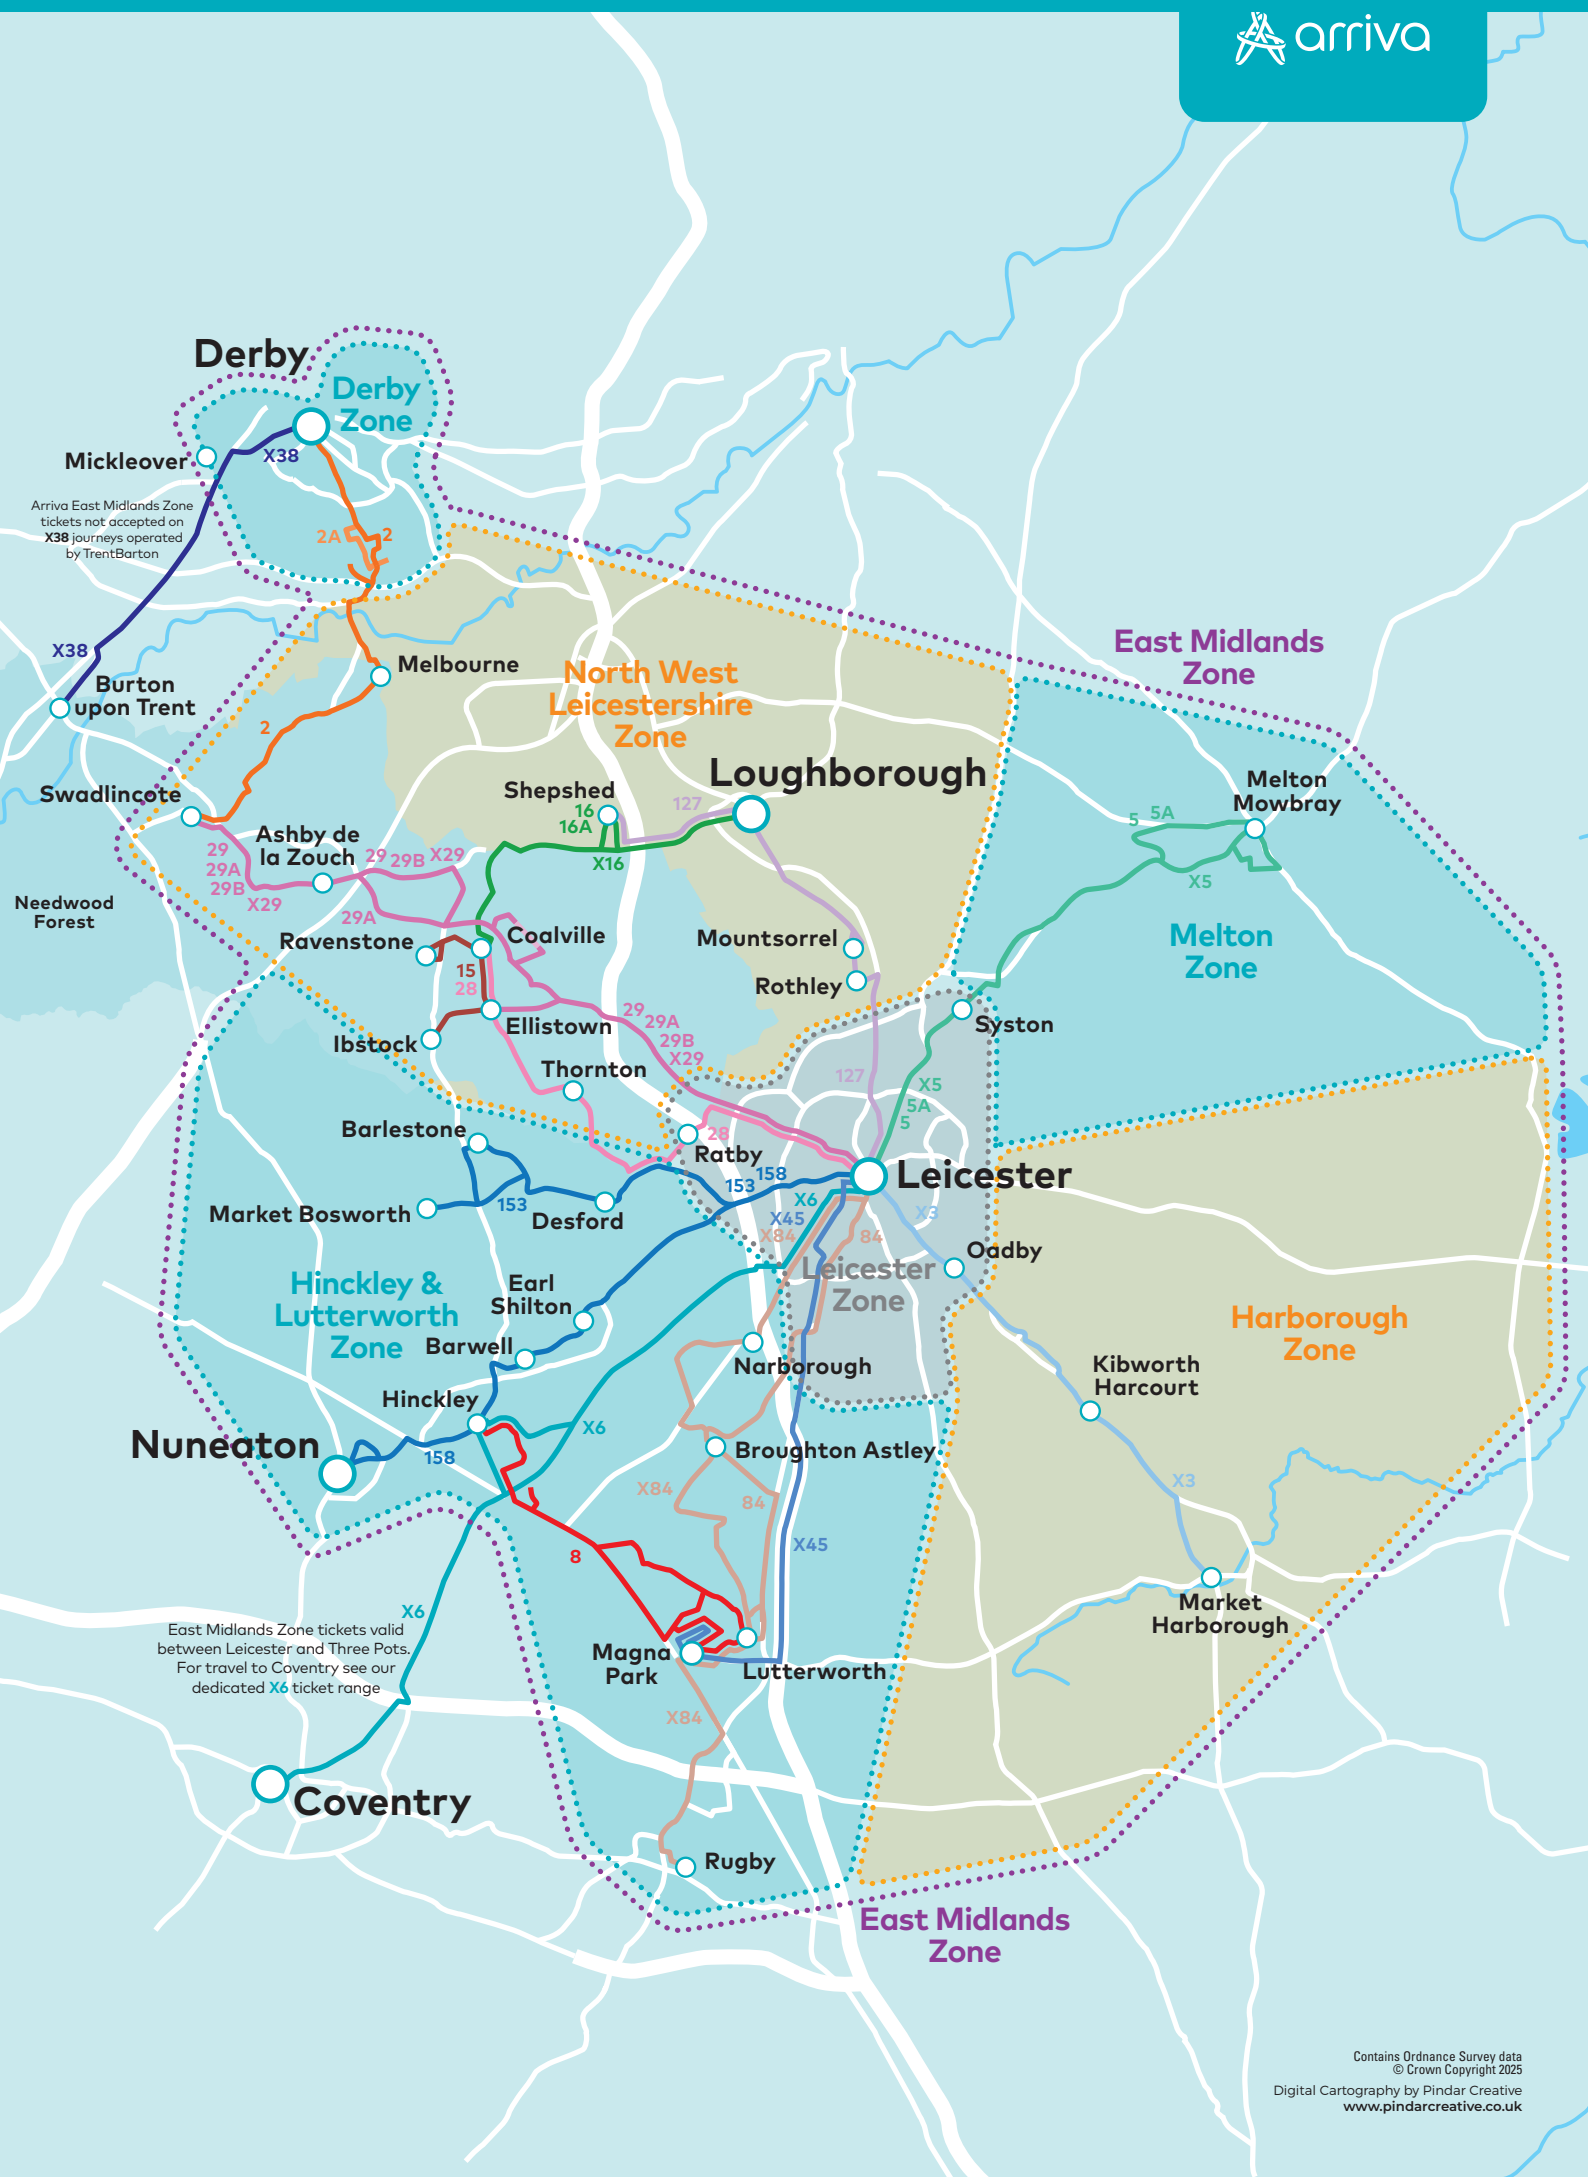 arriva
Derby
Derby
Zone
Mickleover
X38
Arriva East Midlands Zone
tickets not accepted on
X38 journeys operated
by TrentBarton
2A
2
X38
East Midlands
Zone
Melbourne
North West
Leicestershire
Zone
Burton
upon Trent
2
Loughborough
Melton
Mowbray
Swadlincote
Shepshed
16
16A
127
5
5A
Ashby de
la Zouch
29
29B
X29
X16
X5
29
29A
29B
X29
Needwood
Forest
29A
Ravenstone
Coalville
Mountsorrel
Melton
Zone
15
28
Rothley
Ellistown
29
29A
29B
X29
Syston
Ibstock
Thornton
127
X5
5A
5
Barlestone
28
Ratby
Leicester
158
153
X6
X45
X84
84
X3
Market Bosworth
153
Desford
Oadby
Leicester
Zone
Hinckley &
Lutterworth
Zone
Earl
Shilton
Harborough
Zone
Barwell
Narborough
Kibworth
Harcourt
Hinckley
X6
Nuneaton
158
Broughton Astley
X84
84
X3
X45
8
Market
Harborough
X6
East Midlands Zone tickets valid
between Leicester and Three Pots.
For travel to Coventry see our
dedicated X6 ticket range
Magna
Park
Lutterworth
X84
Coventry
Rugby
East Midlands
Zone
Contains Ordnance Survey data
© Crown Copyright 2025
Digital Cartography by Pindar Creative
www.pindarcreative.co.uk